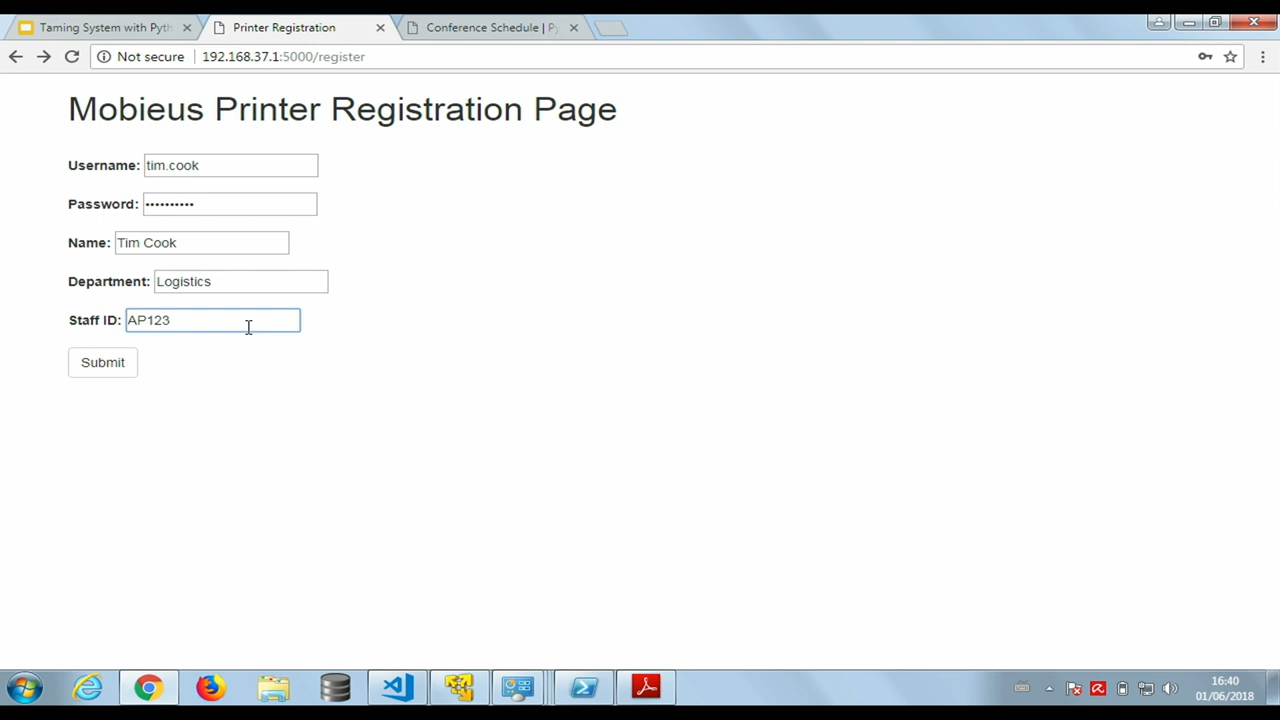 Taming System with Pyth
Printer Registration
Conference Schedule | Py
Not secure
192.168.37.1:5000/register
Mobieus Printer Registration Page
Username: tim.cook
Password: ••••••••••
Name: Tim Cook
Department: Logistics
Staff ID: AP123
Submit
16:40
01/06/2018